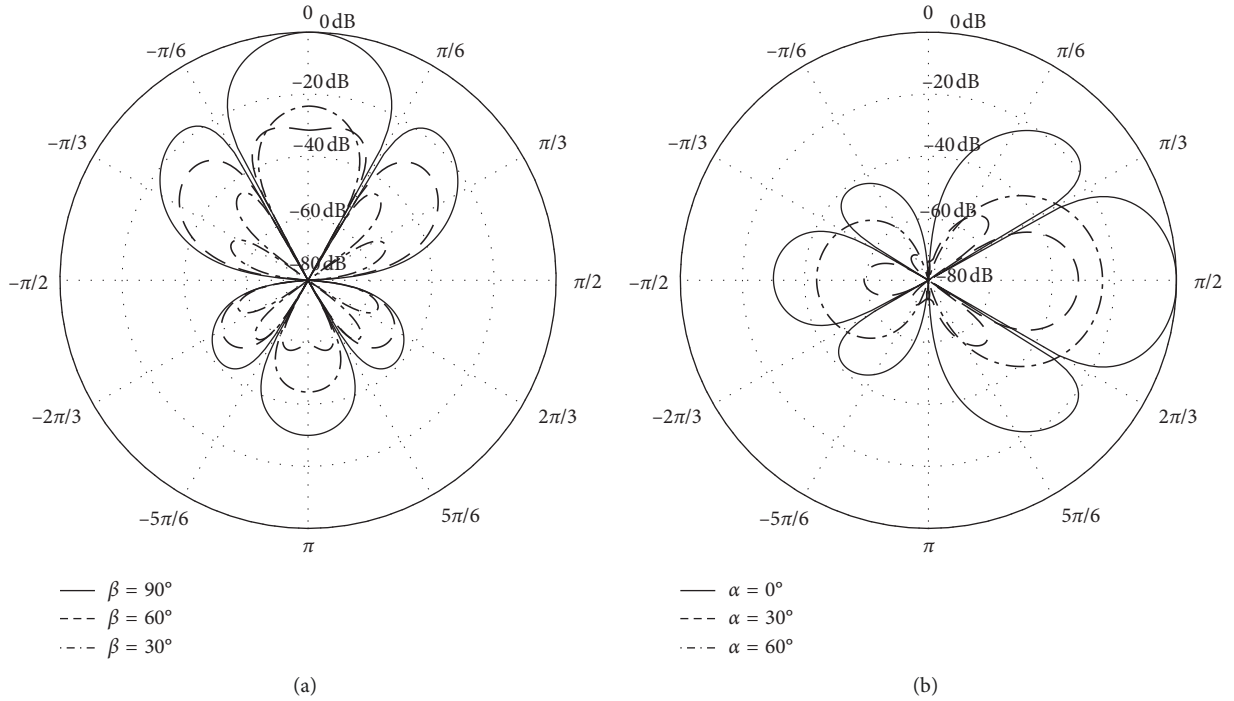 0
0 dB
−π/6
π/6
−20 dB
−π/3
π/3
−40 dB
−60 dB
−80 dB
−π/2
π/2
−2π/3
2π/3
−5π/6
5π/6
π
β = 90°
β = 60°
β = 30°
(a)
0
0 dB
−π/6
π/6
−20 dB
−π/3
π/3
−40 dB
−60 dB
−80 dB
−π/2
π/2
−2π/3
2π/3
−5π/6
5π/6
π
α = 0°
α = 30°
α = 60°
(b)